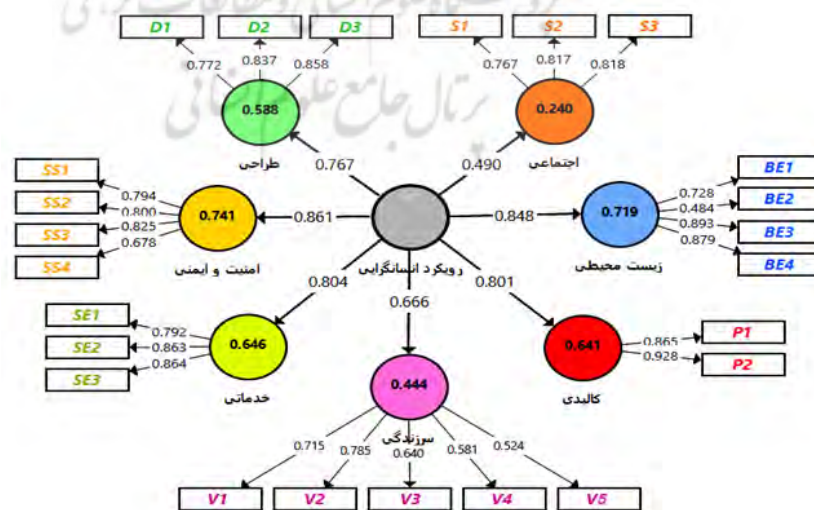 D1 D2 D3 S1 S2 S3
0.772 0.837 0.858 0.767 0.817 0.818
پرتال جامع علوم انسانی
0.588 0.240
طراحی اجتماعی
0.767 0.490
SS1 BE1
SS2 BE2
SS3 BE3
SS4 BE4
0.794 0.728
0.800 0.484
0.825 0.893
0.678 0.879
0.741 0.861 0.848 0.719
امنیت و ایمنی رویکرد انسانگرایی زیست محیطی
0.804 0.666 0.801
SE1 0.792
SE2 0.863 0.646
SE3 0.864
خدماتی
0.641 0.865 P1
0.928 P2
کالبدی
0.444
سرزندگی
0.715 0.785 0.640 0.581 0.524
V1 V2 V3 V4 V5